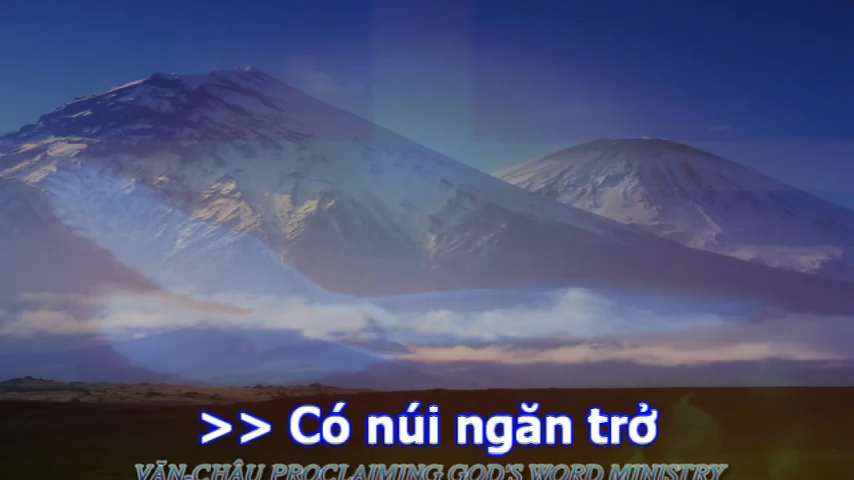 >> Có núi ngăn trở
VĂN-CHÂU PROCLAIMING GOD'S WORD MINISTRY